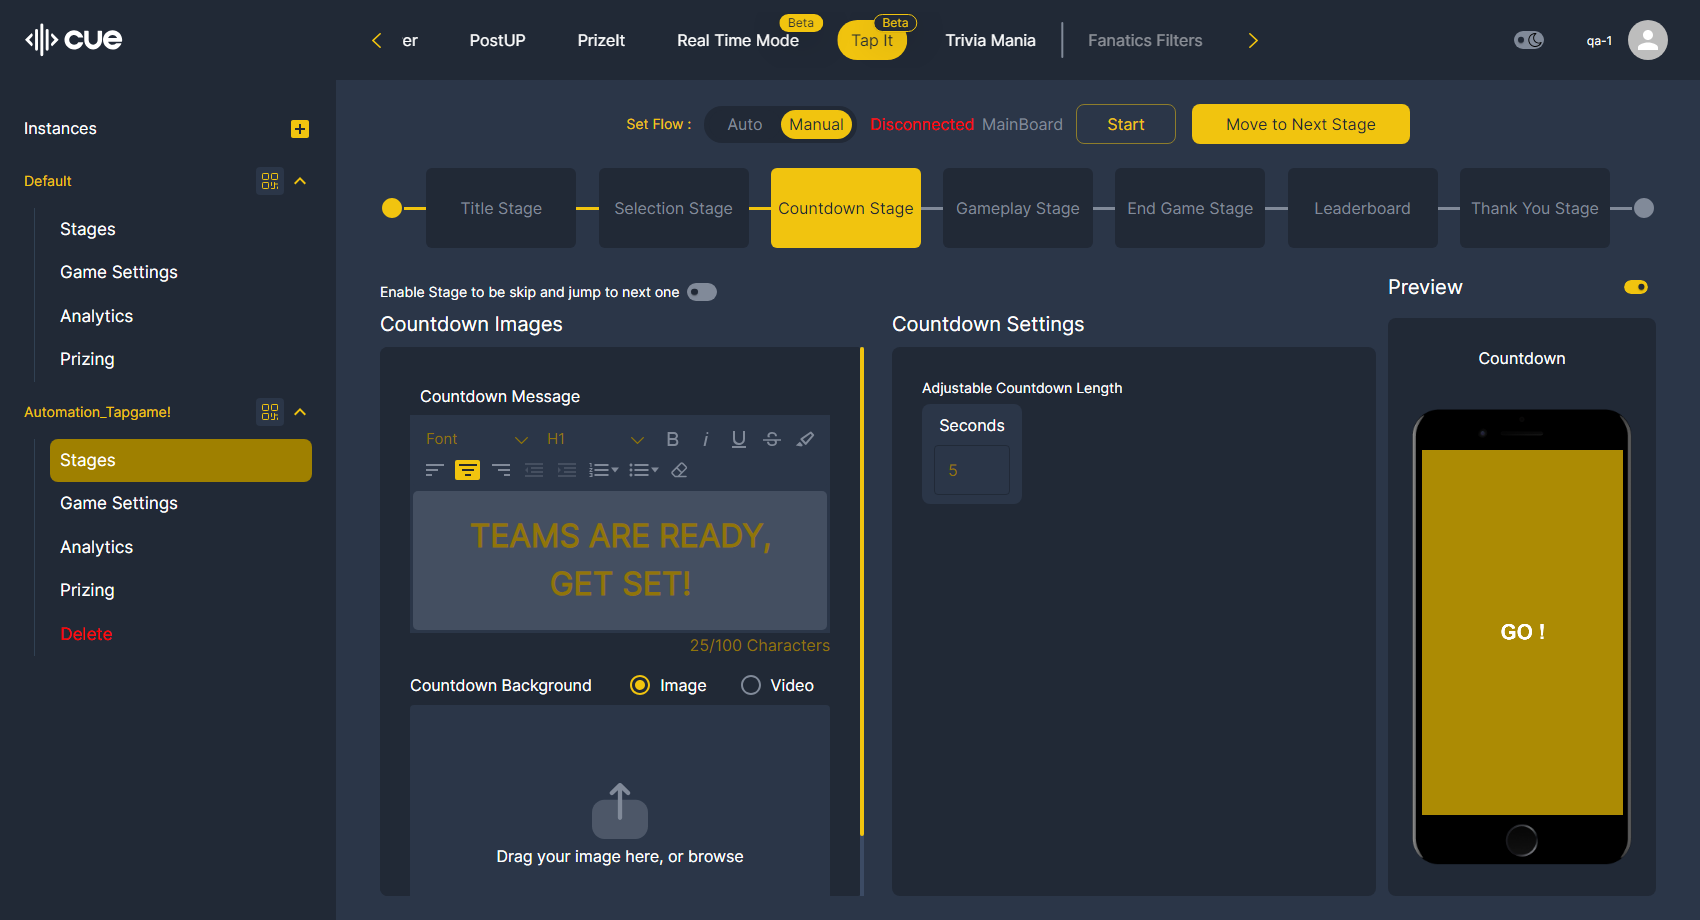 cue
er
PostUP
PrizeIt
Real Time Mode
Beta
Tap It
Beta
Trivia Mania
Fanatics Filters
qa-1
Instances
Default
Stages
Game Settings
Analytics
Prizing
Automation_Tapgame!
Stages
Game Settings
Analytics
Prizing
Delete
Set Flow :
Auto
Manual
Disconnected MainBoard
Start
Move to Next Stage
Title Stage
Selection Stage
Countdown Stage
Gameplay Stage
End Game Stage
Leaderboard
Thank You Stage
Enable Stage to be skip and jump to next one
Countdown Images
Countdown Message
Font
H1
B
i
U
S
TEAMS ARE READY,
GET SET!
25/100 Characters
Countdown Background
Image
Video
Drag your image here, or browse
Countdown Settings
Adjustable Countdown Length
Seconds
5
Preview
Countdown
GO !